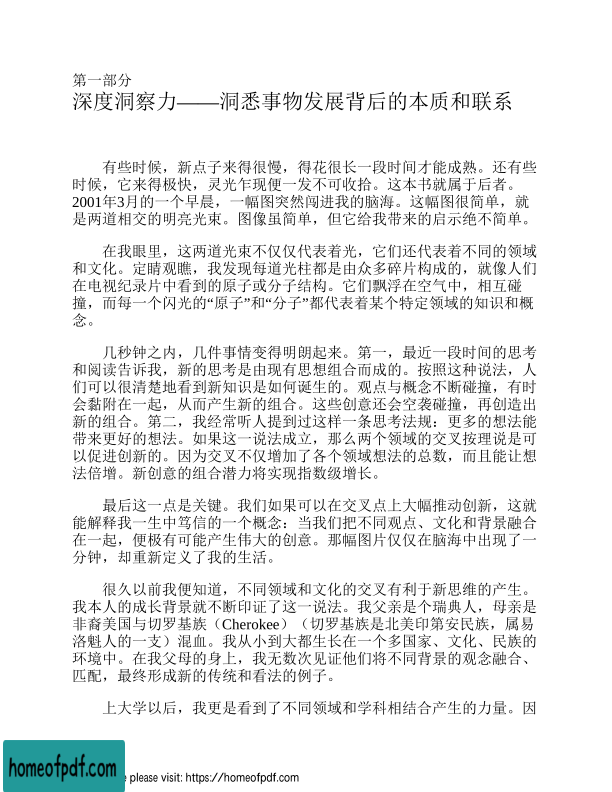 第一部分
深度洞察力——洞悉事物发展背后的本质和联系
有些时候，新点子来得很慢，得花很长一段时间才能成熟。还有些
时候，它来得极快，灵光乍现便一发不可收拾。这本书就属于后者。
2001年3月的一个早晨，一幅图突然闯进我的脑海。这幅图很简单，就
是两道相交的明亮光束。图像虽简单，但它给我带来的启示绝不简单。
在我眼里，这两道光束不仅仅代表着光，它们还代表着不同的领域
和文化。定睛观瞧，我发现每道光柱都是由众多碎片构成的，就像人们
在电视纪录片中看到的原子或分子结构。它们飘浮在空气中，相互碰
撞，而每一个闪光的“原子”和“分子”都代表着某个特定领域的知识和概
念。
几秒钟之内，几件事情变得明朗起来。第一，最近一段时间的思考
和阅读告诉我，新的思考是由现有思想组合而成的。按照这种说法，人
们可以很清楚地看到新知识是如何诞生的。观点与概念不断碰撞，有时
会黏附在一起，从而产生新的组合。这些创意还会空袭碰撞，再创造出
新的组合。第二，我经常听人提到过这样一条思考法规：更多的想法能
带来更好的想法。如果这一说法成立，那么两个领域的交叉按理说是可
以促进创新的。因为交叉不仅增加了各个领域想法的总数，而且能让想
法倍增。新创意的组合潜力将实现指数级增长。
最后这一点是关键。我们如果可以在交叉点上大幅推动创新，这就
能解释我一生中笃信的一个概念：当我们把不同观点、文化和背景融合
在一起，便极有可能产生伟大的创意。那幅图片仅仅在脑海中出现了一
分钟，却重新定义了我的生活。
很久以前我便知道，不同领域和文化的交叉有利于新思维的产生。
我本人的成长背景就不断印证了这一说法。我父亲是个瑞典人，母亲是
非裔美国与切罗基族（Cherokee）（切罗基族是北美印第安民族，属易
洛魁人的一支）混血。我从小到大都生长在一个多国家、文化、民族的
环境中。在我父母的身上，我无数次见证他们将不同背景的观念融合、
匹配，最终形成新的传统和看法的例子。
上大学以后，我更是看到了不同领域和学科相结合产生的力量。因
homeofpdf.com
e please visit: https://homeofpdf.com